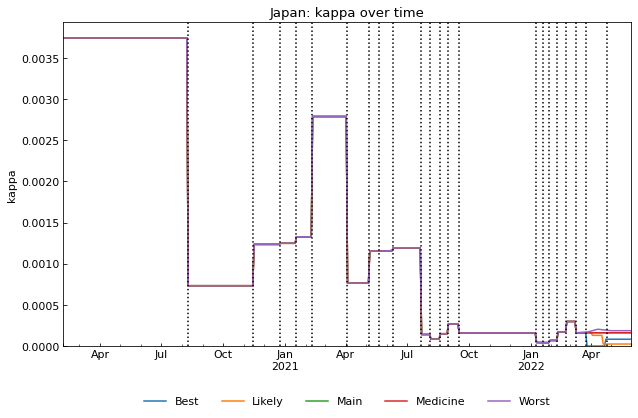 Japan: kappa over time
kappa
0.0035
0.0030
0.0025
0.0020
0.0015
0.0010
0.0005
0.0000
Apr Jul Oct Jan Apr Jul Oct Jan Apr
2021 2022
Best Likely Main Medicine Worst